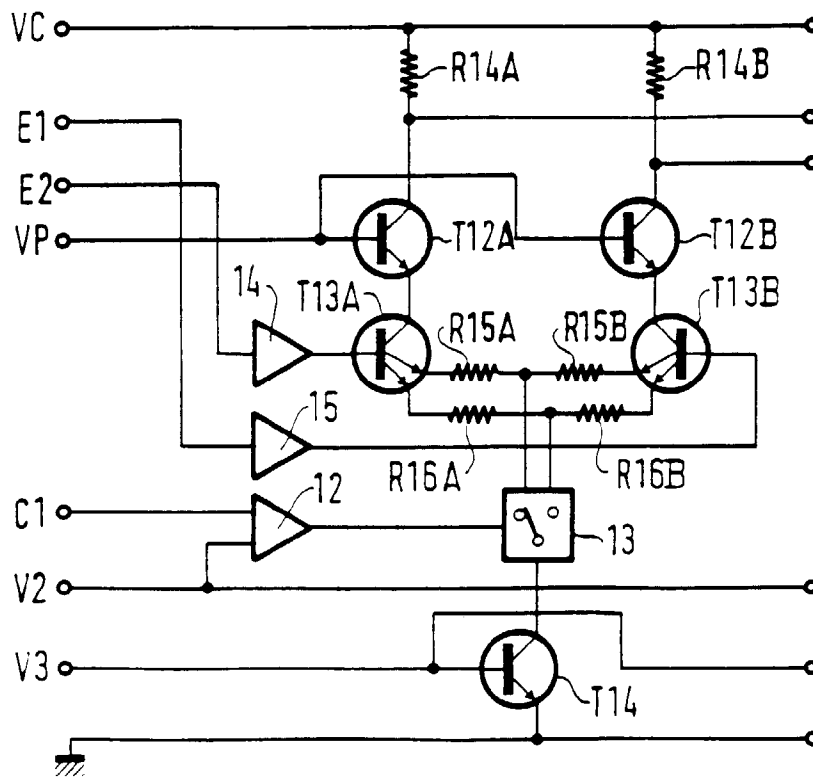 VC
R14A
R14B
E1
E2
VP
T12A
T12B
14
T13A
T13B
R15A
R15B
15
R16A
R16B
12
C1
13
V2
V3
T14